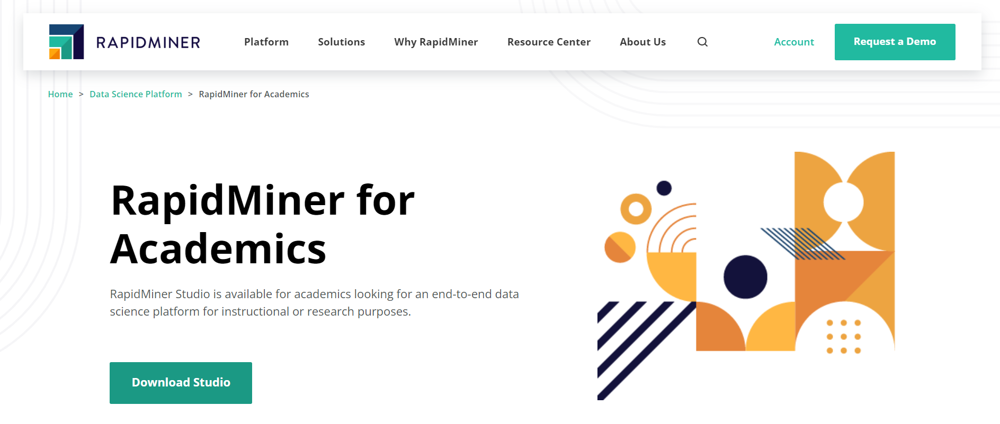 RAPIDMINER
Platform
Solutions
Why RapidMiner
Resource Center
About Us
Account
Request a Demo
Home > Data Science Platform > RapidMiner for Academics
RapidMiner for
Academics
RapidMiner Studio is available for academics looking for an end-to-end data
science platform for instructional or research purposes.
Download Studio